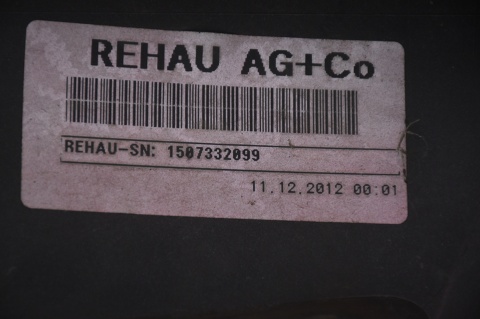 REHAU AG+Co
REHAU-SN: 1507332099
11.12.2012 00:01